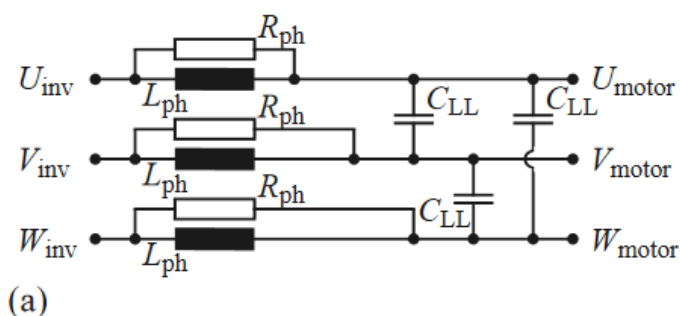 R_ph
U_inv L_ph C_LL C_LL U_motor
R_ph
V_inv L_ph V_motor
R_ph C_LL
W_inv L_ph W_motor
(a)